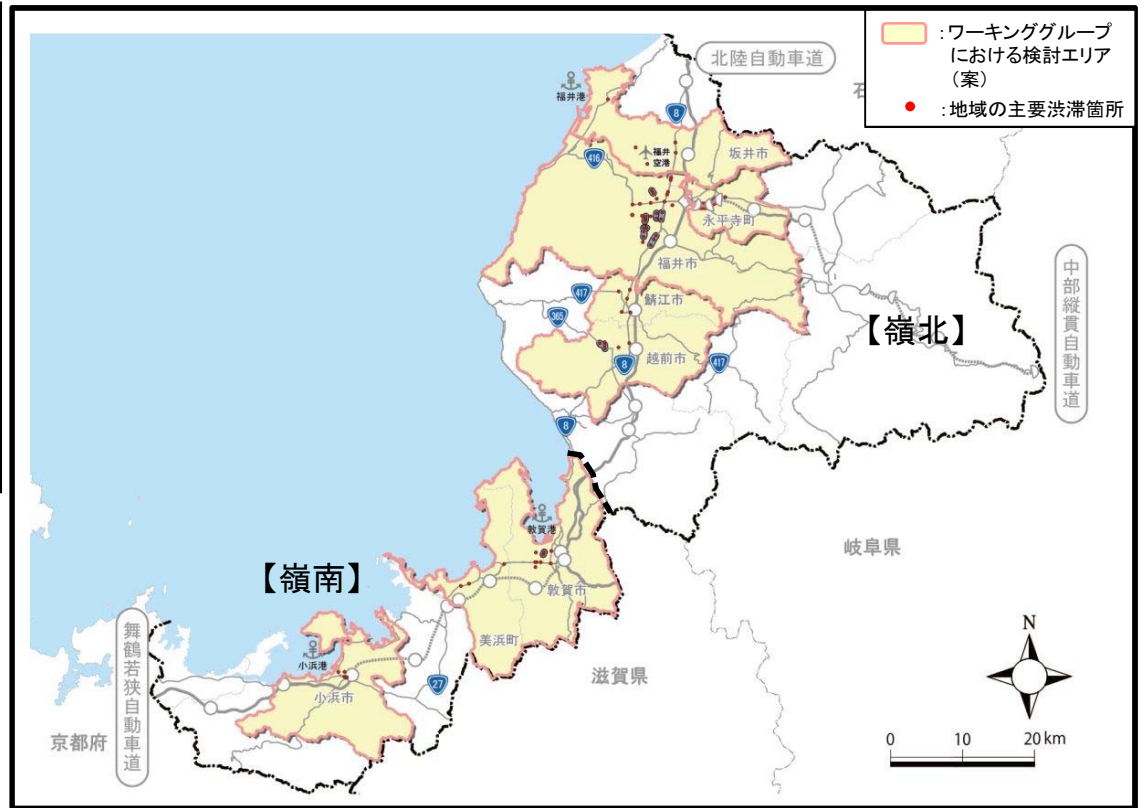 ：ワーキンググループ
における検討エリア
（案）
：地域の主要渋滞箇所
北陸自動車道
石
福井港
8
福井
空港
坂井市
416
永平寺町
福井市
417
鯖江市
365
【嶺北】
中部縦貫自動車道
越前市
8
417
8
敦賀港
岐阜県
【嶺南】
敦賀市
舞鶴若狭自動車道
美浜町
小浜港
滋賀県
27
小浜市
京都府
N
0 10 20 km